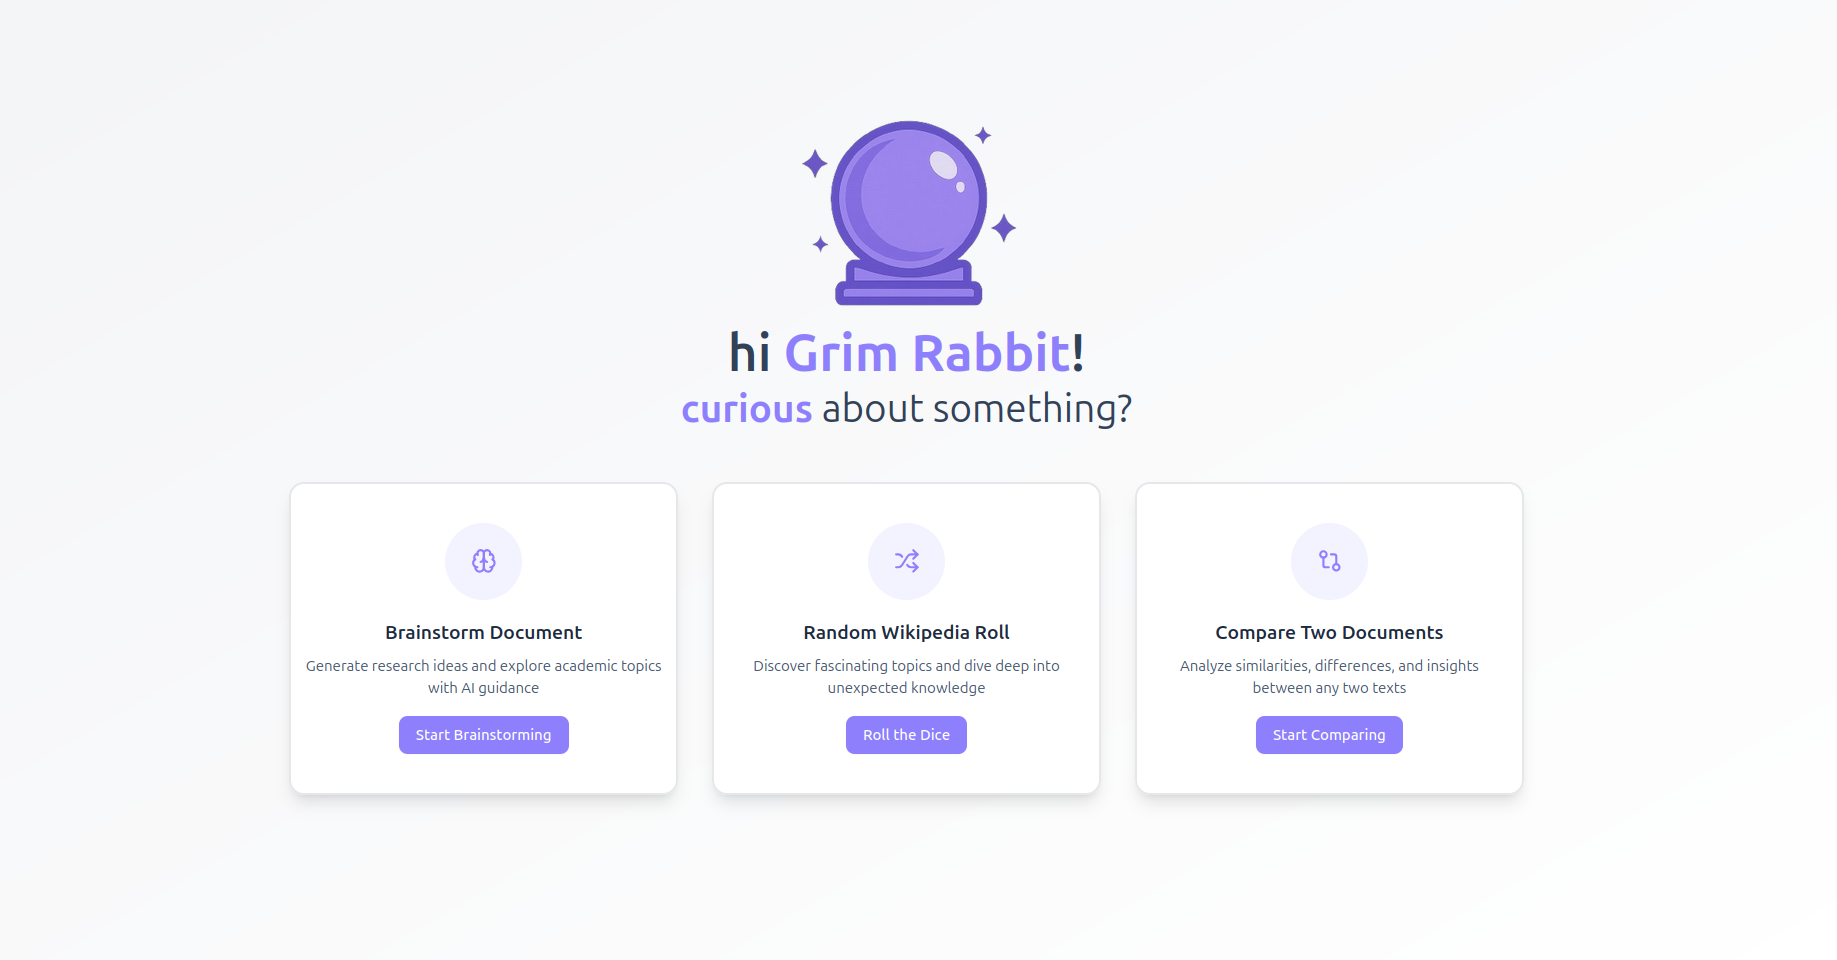 hi Grim Rabbit!
curious about something?
Brainstorm Document
Generate research ideas and explore academic topics
with AI guidance
Start Brainstorming
Random Wikipedia Roll
Discover fascinating topics and dive deep into
unexpected knowledge
Roll the Dice
Compare Two Documents
Analyze similarities, differences, and insights
between any two texts
Start Comparing